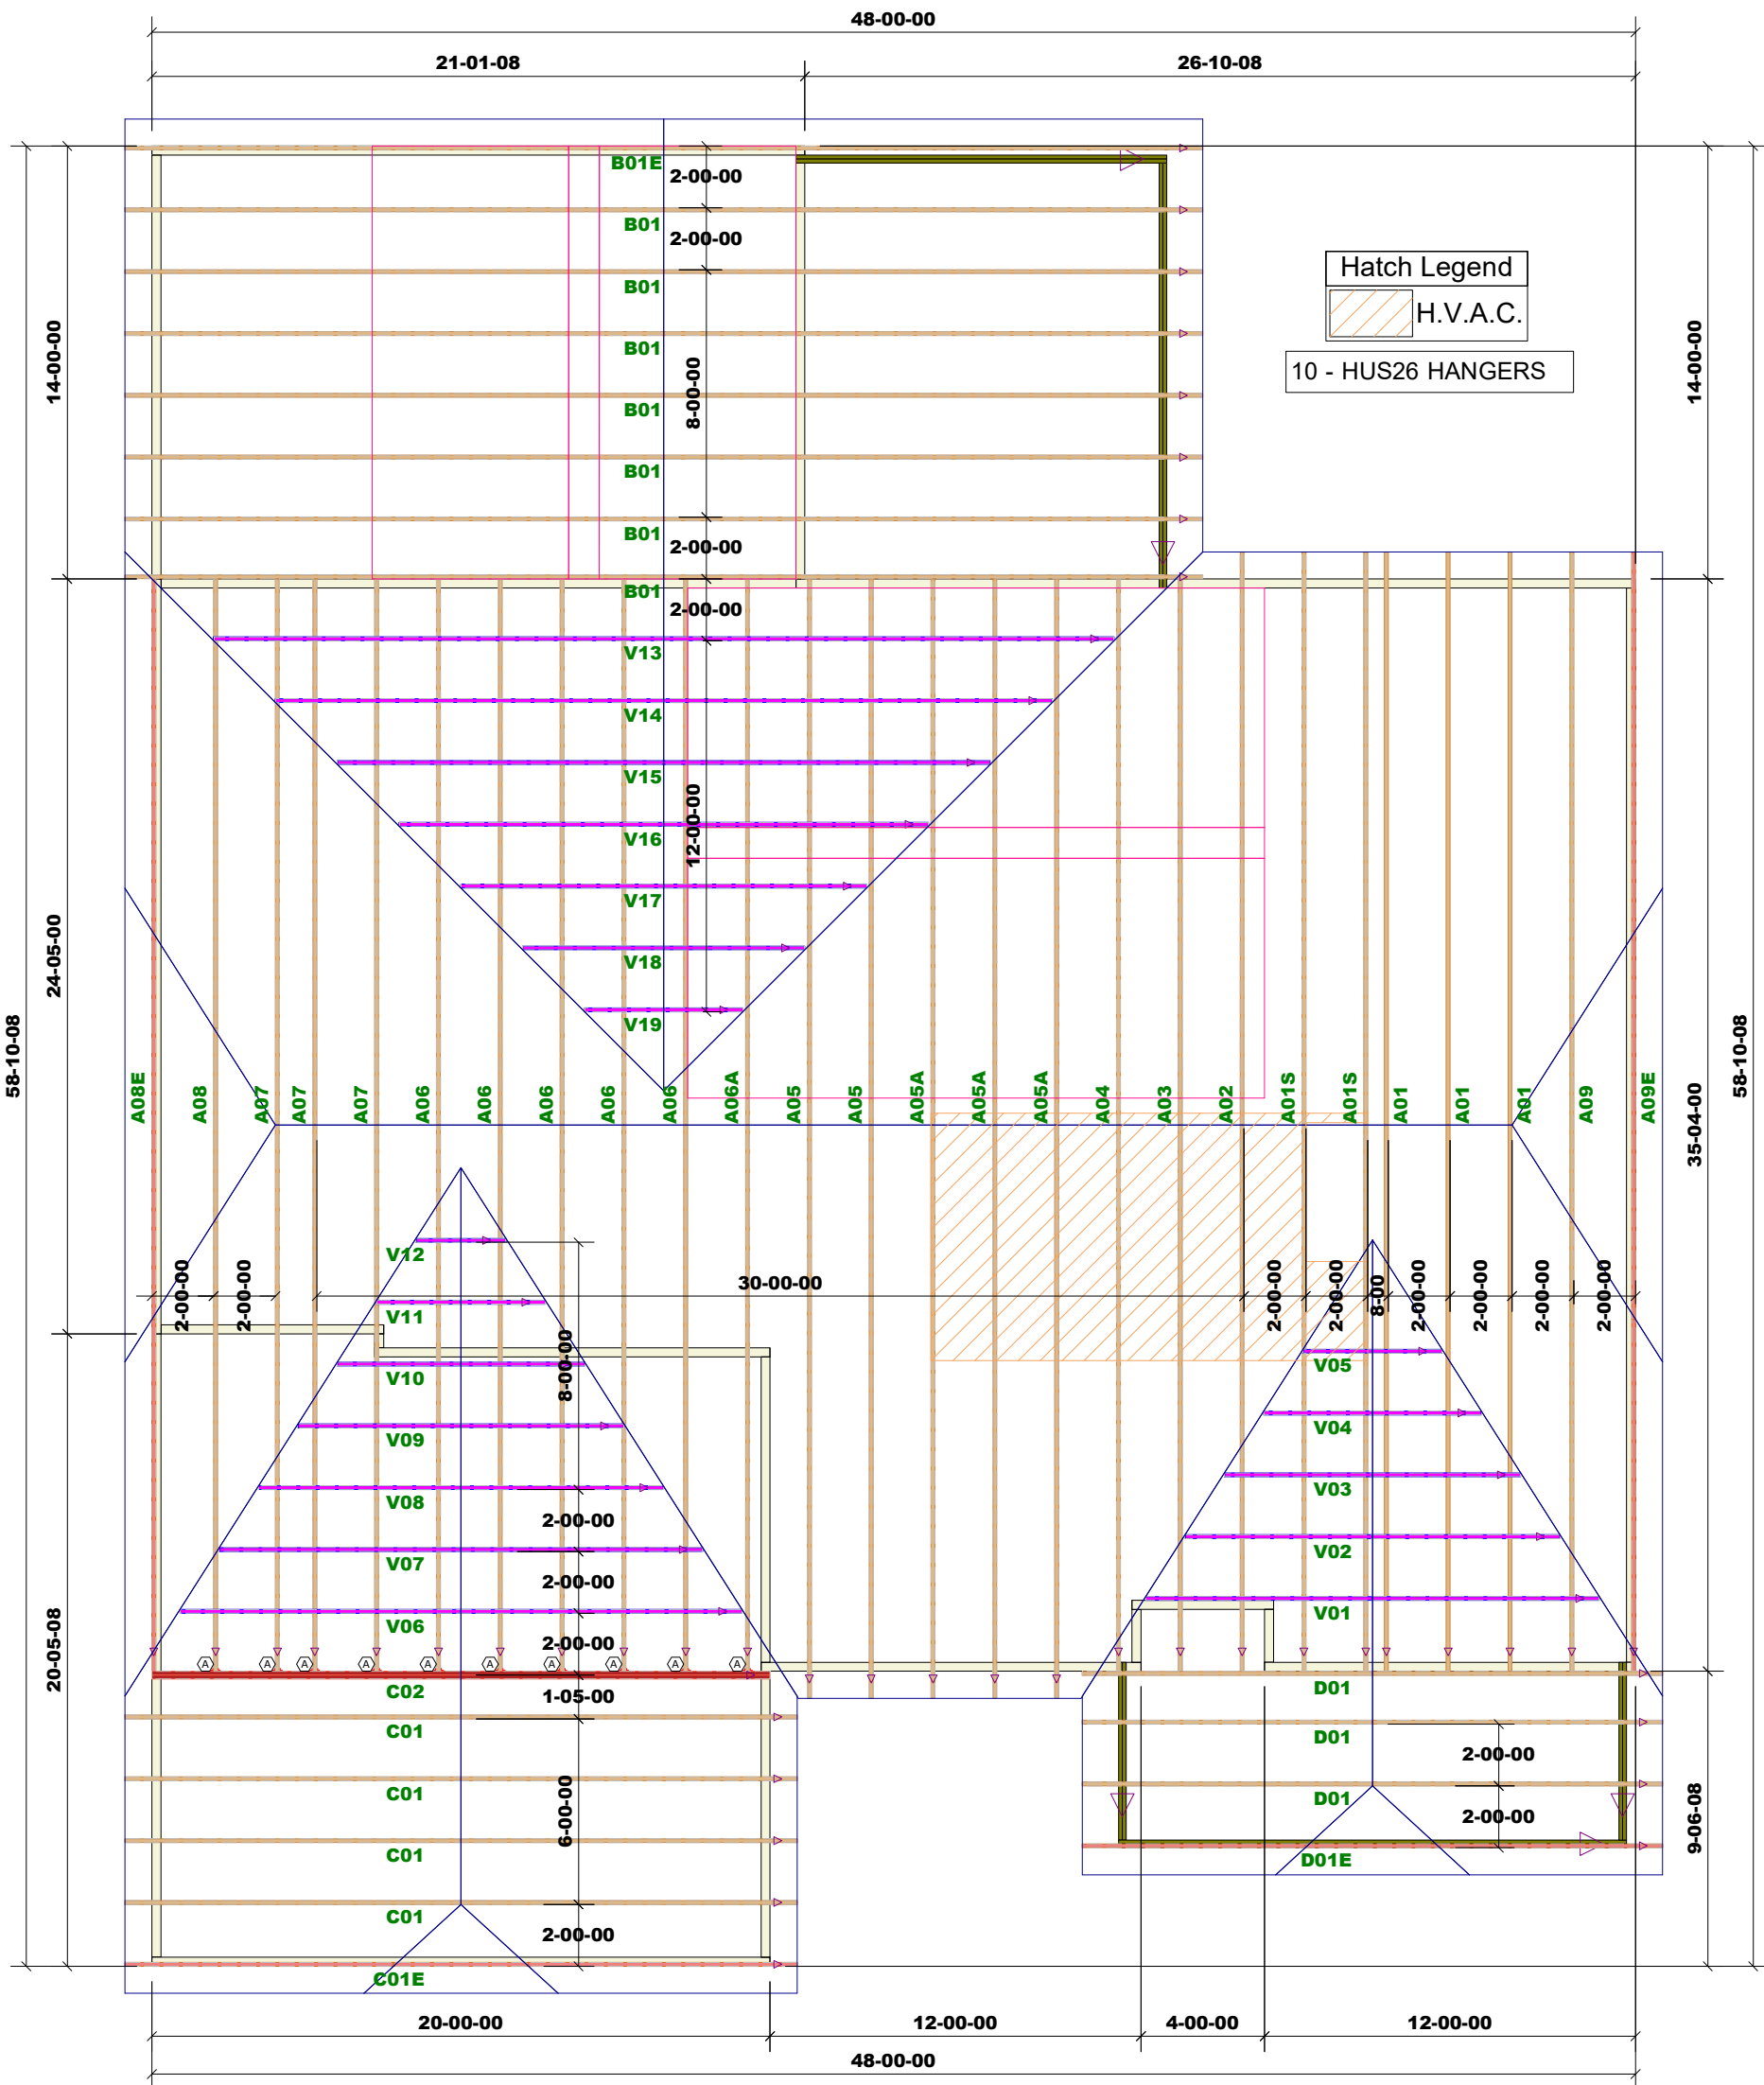 48-00-00
21-01-08
26-10-08
B01E
2-00-00
B01
2-00-00
B01
B01
B01
8-00-00
B01
B01
2-00-00
B01
2-00-00
Hatch Legend
H.V.A.C.
10 - HUS26 HANGERS
14-00-00
14-00-00
58-10-08
24-05-00
20-05-08
58-10-08
35-04-00
9-06-08
V13
V14
V15
V16
12-00-00
V17
V18
V19
A08E
A08
A07
A07
A07
A06
A06
A06
A06
A06
A06A
A05
A05
A05A
A05A
A05A
A04
A03
A02
A01S
A01S
A01
A01
A01
A09
A09E
2-00-00
2-00-00
30-00-00
2-00-00
2-00-00
8-00
2-00-00
2-00-00
2-00-00
2-00-00
V12
V11
V10
8-00-00
V09
V08
2-00-00
V07
2-00-00
V06
2-00-00
V05
V04
V03
V02
V01
A
A
A
A
A
A
A
A
A
A
C02
1-05-00
C01
C01
6-00-00
C01
C01
2-00-00
C01E
D01
D01
2-00-00
D01
2-00-00
D01E
20-00-00
12-00-00
4-00-00
12-00-00
48-00-00